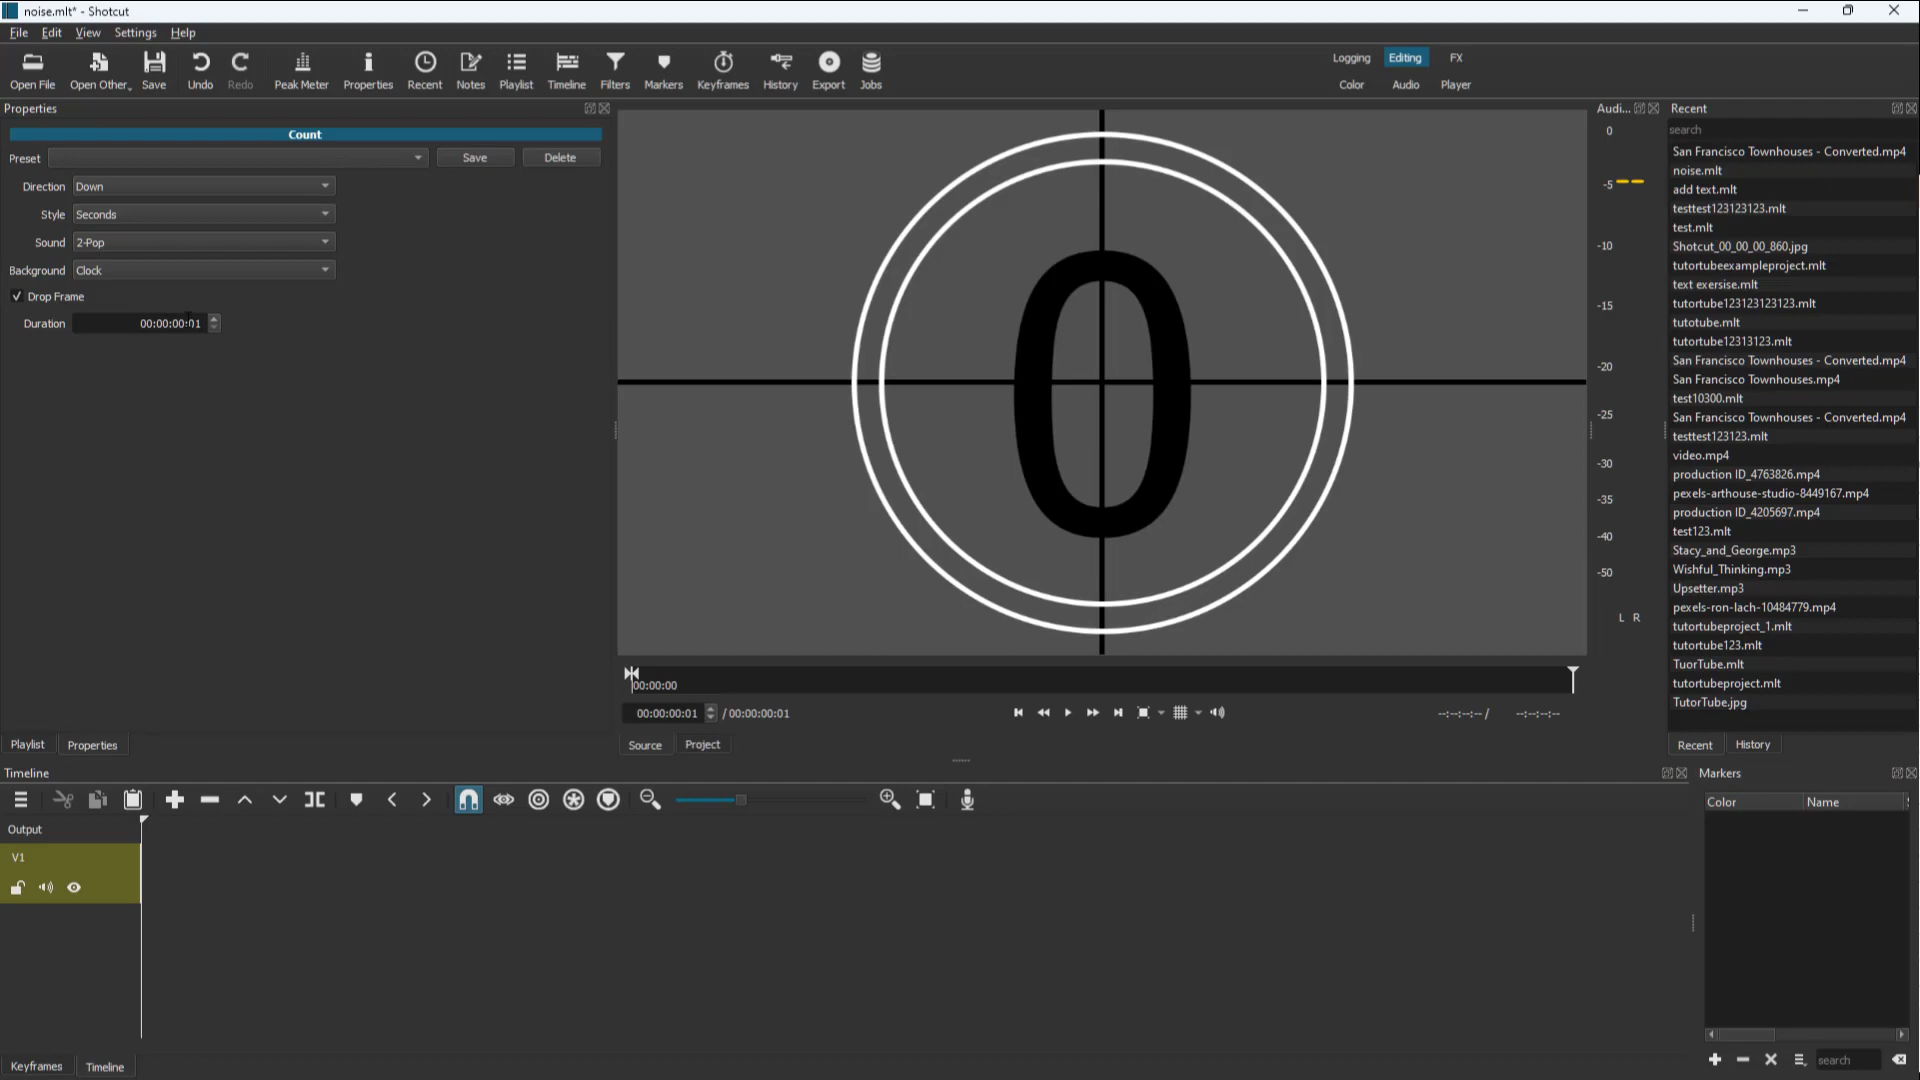 noise.mlt* - Shotcut
File Edit View Settings Help
Open File Open Other... Save Undo Redo Peak Meter Properties Recent Notes Playlist Timeline Filters Markers Keyframes History Export Jobs
Logging Editing FX
Color Audio Player
Properties
Count
Preset Save Delete
Direction Down
Style Seconds
Sound 2-Pop
Background Clock
✓ Drop Frame
Duration 00:00:00:01
Playlist Properties
0
00:00:00
00:00:00:01 / 00:00:00:01
--:--:--:-- / --:--:--:--
Source Project
Audi...
0
-5
-10
-15
-20
-25
-30
-35
-40
-50
L R
Recent
search
San Francisco Townhouses - Converted.mp4
noise.mlt
add text.mlt
testtest123123123.mlt
test.mlt
Shotcut_00_00_00_860.jpg
tutortubeexampleproject.mlt
text exersise.mlt
tutortube123123123123.mlt
tutotube.mlt
tutortube12313123.mlt
San Francisco Townhouses - Converted.mp4
San Francisco Townhouses.mp4
test10300.mlt
San Francisco Townhouses - Converted.mp4
testtest123123.mlt
video.mp4
production ID_4763826.mp4
pexels-arthouse-studio-8449167.mp4
production ID_4205697.mp4
test123.mlt
Stacy_and_George.mp3
Wishful_Thinking.mp3
Upsetter.mp3
pexels-ron-lach-10484779.mp4
tutortubeproject_1.mlt
tutortube123.mlt
TuorTube.mlt
tutortubeproject.mlt
TutorTube.jpg
Recent History
Timeline
Output
V1
Keyframes Timeline
Markers
Color Name
search